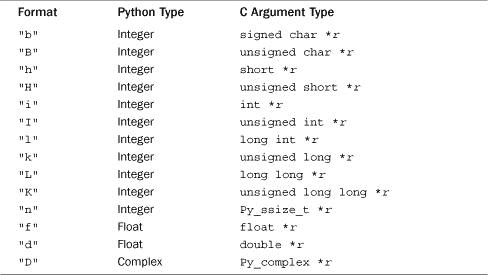 Format Python Type C Argument Type
"b" Integer signed char *r
"B" Integer unsigned char *r
"h" Integer short *r
"H" Integer unsigned short *r
"i" Integer int *r
"I" Integer unsigned int *r
"l" Integer long int *r
"k" Integer unsigned long *r
"L" Integer long long *r
"K" Integer unsigned long long *r
"n" Integer Py_ssize_t *r
"f" Float float *r
"d" Float double *r
"D" Complex Py_complex *r